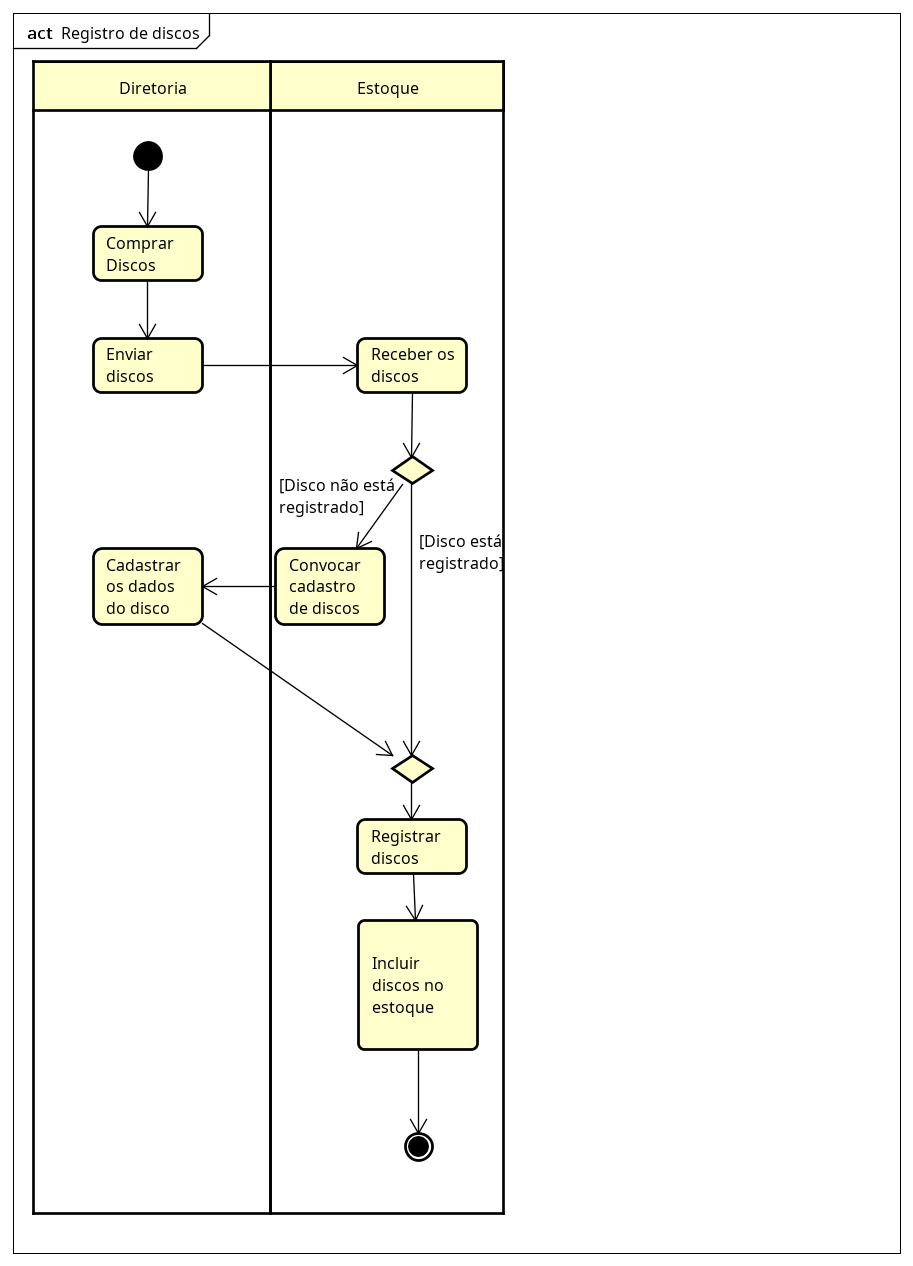 act Registro de discos
Diretoria
Estoque
Comprar
Discos
Enviar
discos
Receber os
discos
[Disco não está
registrado]
[Disco está
registrado]
Cadastrar
os dados
do disco
Convocar
cadastro
de discos
Registrar
discos
Incluir
discos no
estoque